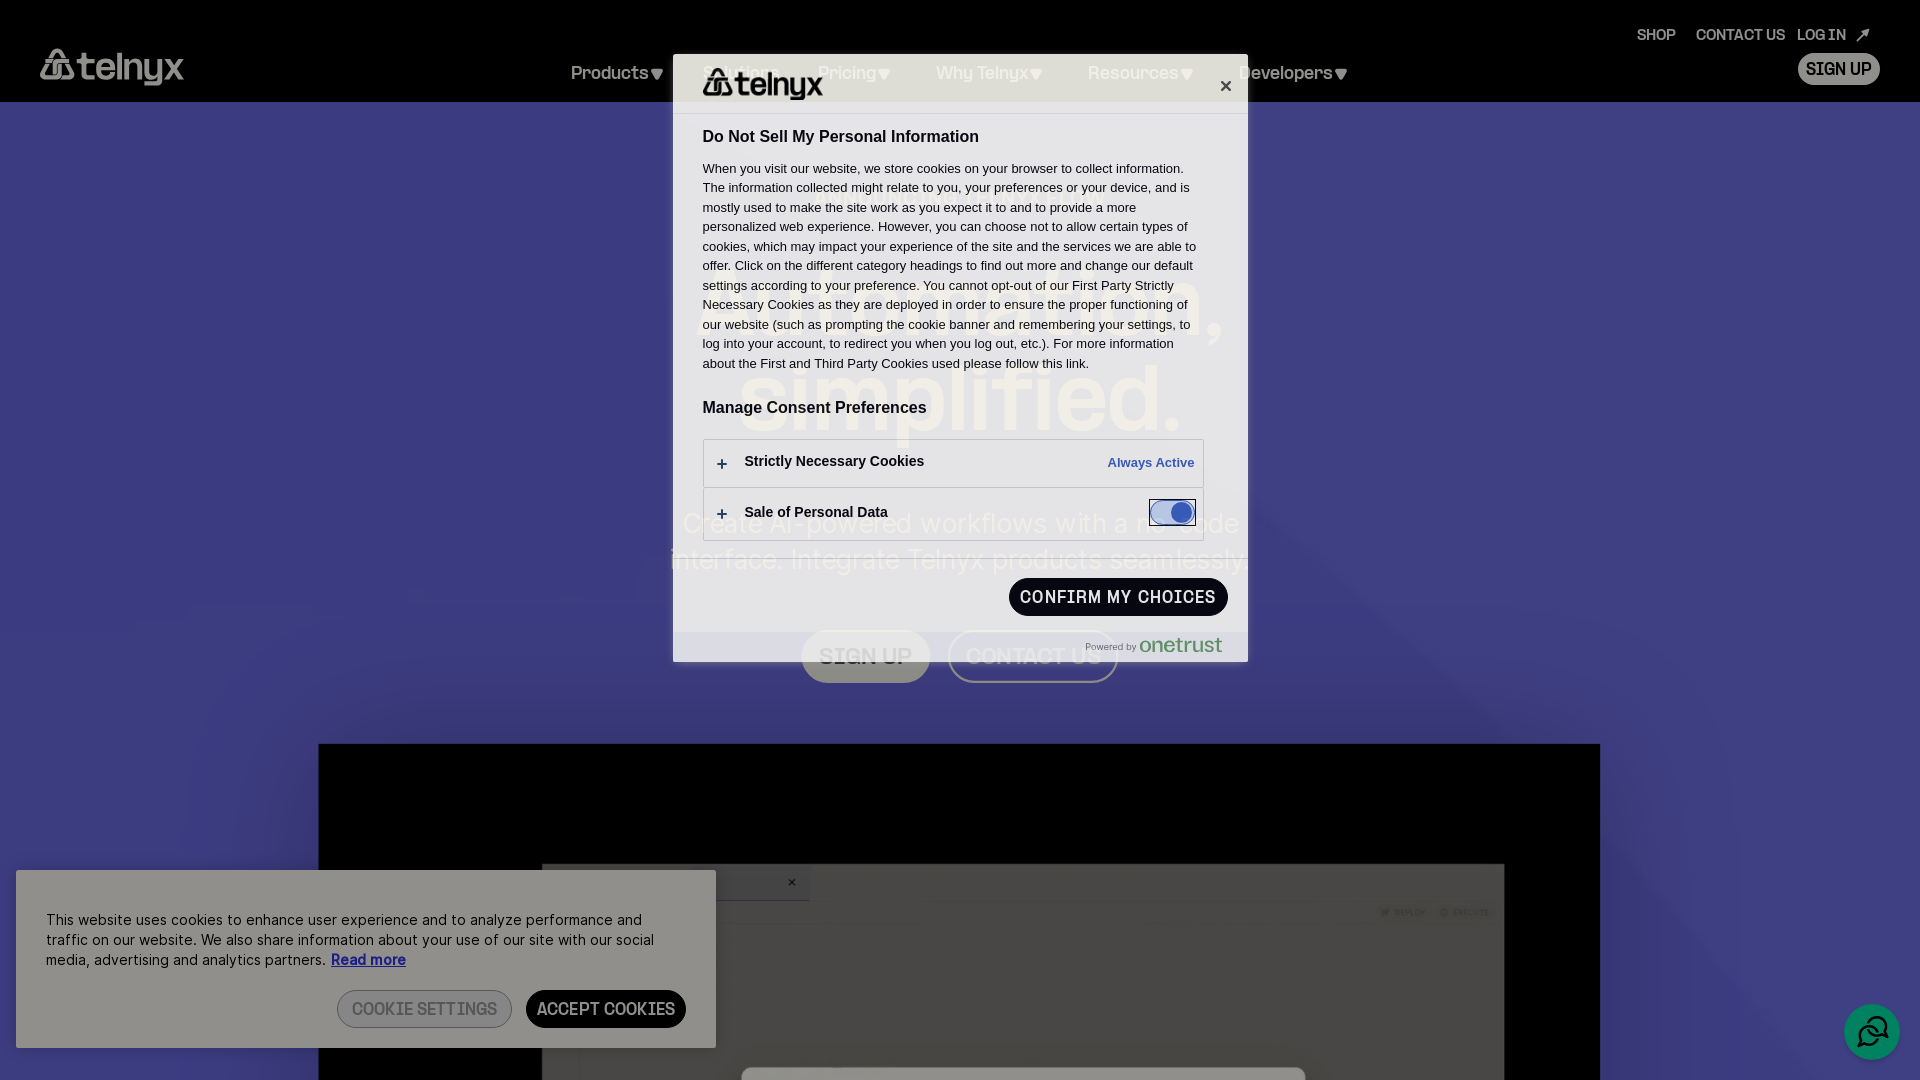 SHOP CONTACT US LOG IN
telnyx
Products Solutions Pricing Why Telnyx Resources Developers
SIGN UP
telnyx
Do Not Sell My Personal Information
When you visit our website, we store cookies on your browser to collect information.
The information collected might relate to you, your preferences or your device, and is
mostly used to make the site work as you expect it to and to provide a more
personalized web experience. However, you can choose not to allow certain types of
cookies, which may impact your experience of the site and the services we are able to
offer. Click on the different category headings to find out more and change our default
settings according to your preference. You cannot opt-out of our First Party Strictly
Necessary Cookies as they are deployed in order to ensure the proper functioning of
our website (such as prompting the cookie banner and remembering your settings, to
log into your account, to redirect you when you log out, etc.). For more information
about the First and Third Party Cookies used please follow this link.
Automation,
simplified.
Manage Consent Preferences
Strictly Necessary Cookies Always Active
Sale of Personal Data
Create AI-powered workflows with a no-code
interface. Integrate Telnyx products seamlessly.
CONFIRM MY CHOICES
Powered by onetrust
SIGN UP CONTACT US
This website uses cookies to enhance user experience and to analyze performance and
traffic on our website. We also share information about your use of our site with our social
media, advertising and analytics partners. Read more
COOKIE SETTINGS ACCEPT COOKIES